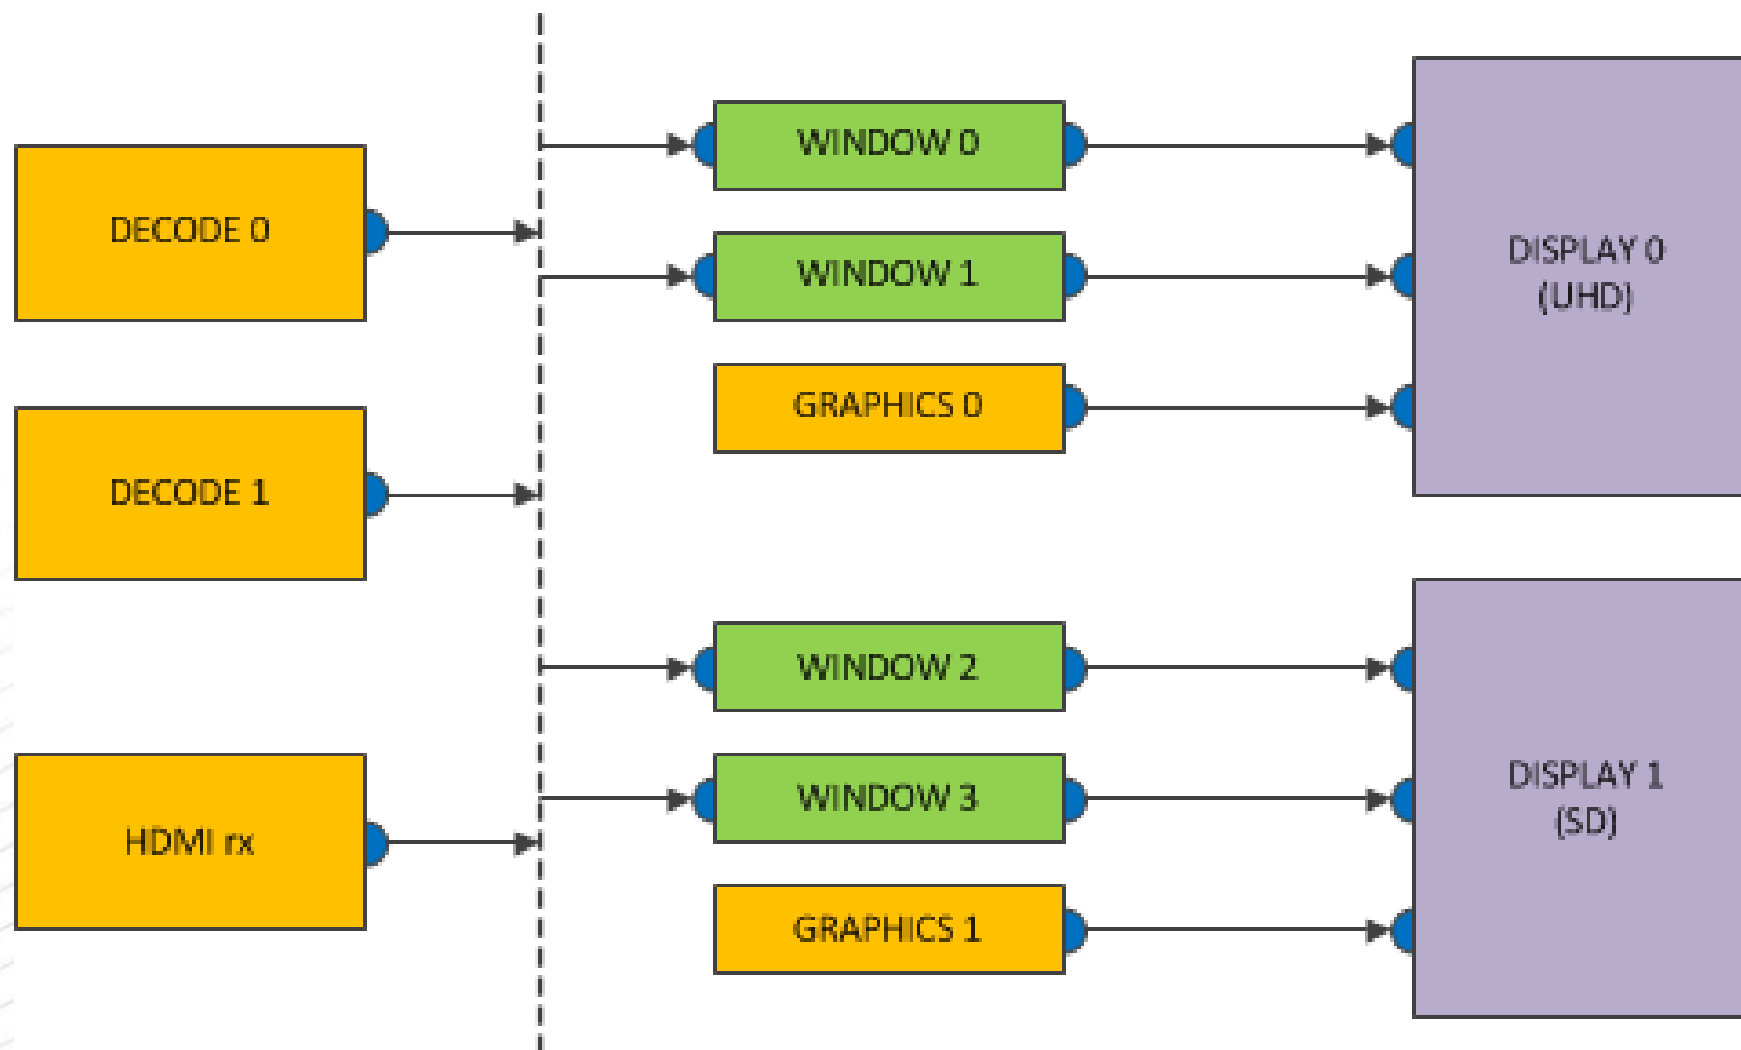 DECODE 0
DECODE 1
HDMI rx
WINDOW 0
WINDOW 1
GRAPHICS 0
WINDOW 2
WINDOW 3
GRAPHICS 1
DISPLAY 0
(UHD)
DISPLAY 1
(SD)